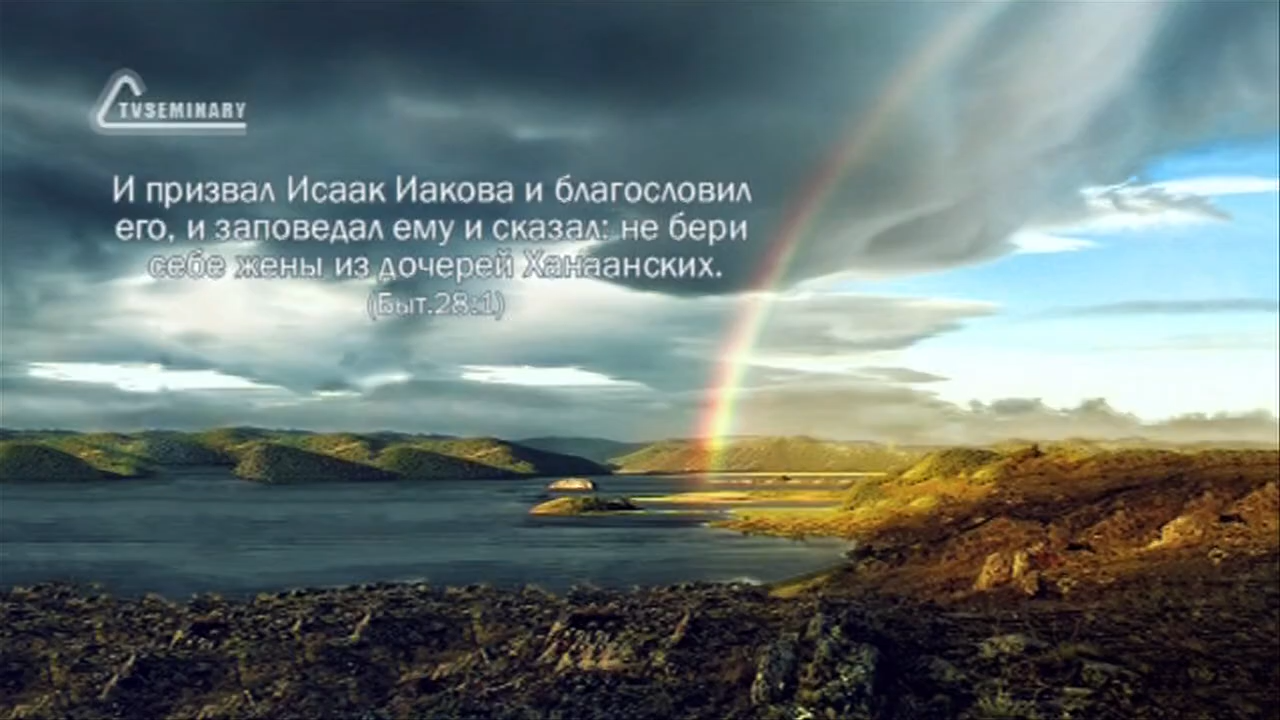 TVSEMINARY
И призвал Исаак Иакова и благословил
его, и заповедал ему и сказал: не бери
себе жены из дочерей Ханаанских.
(Быт.28:1)